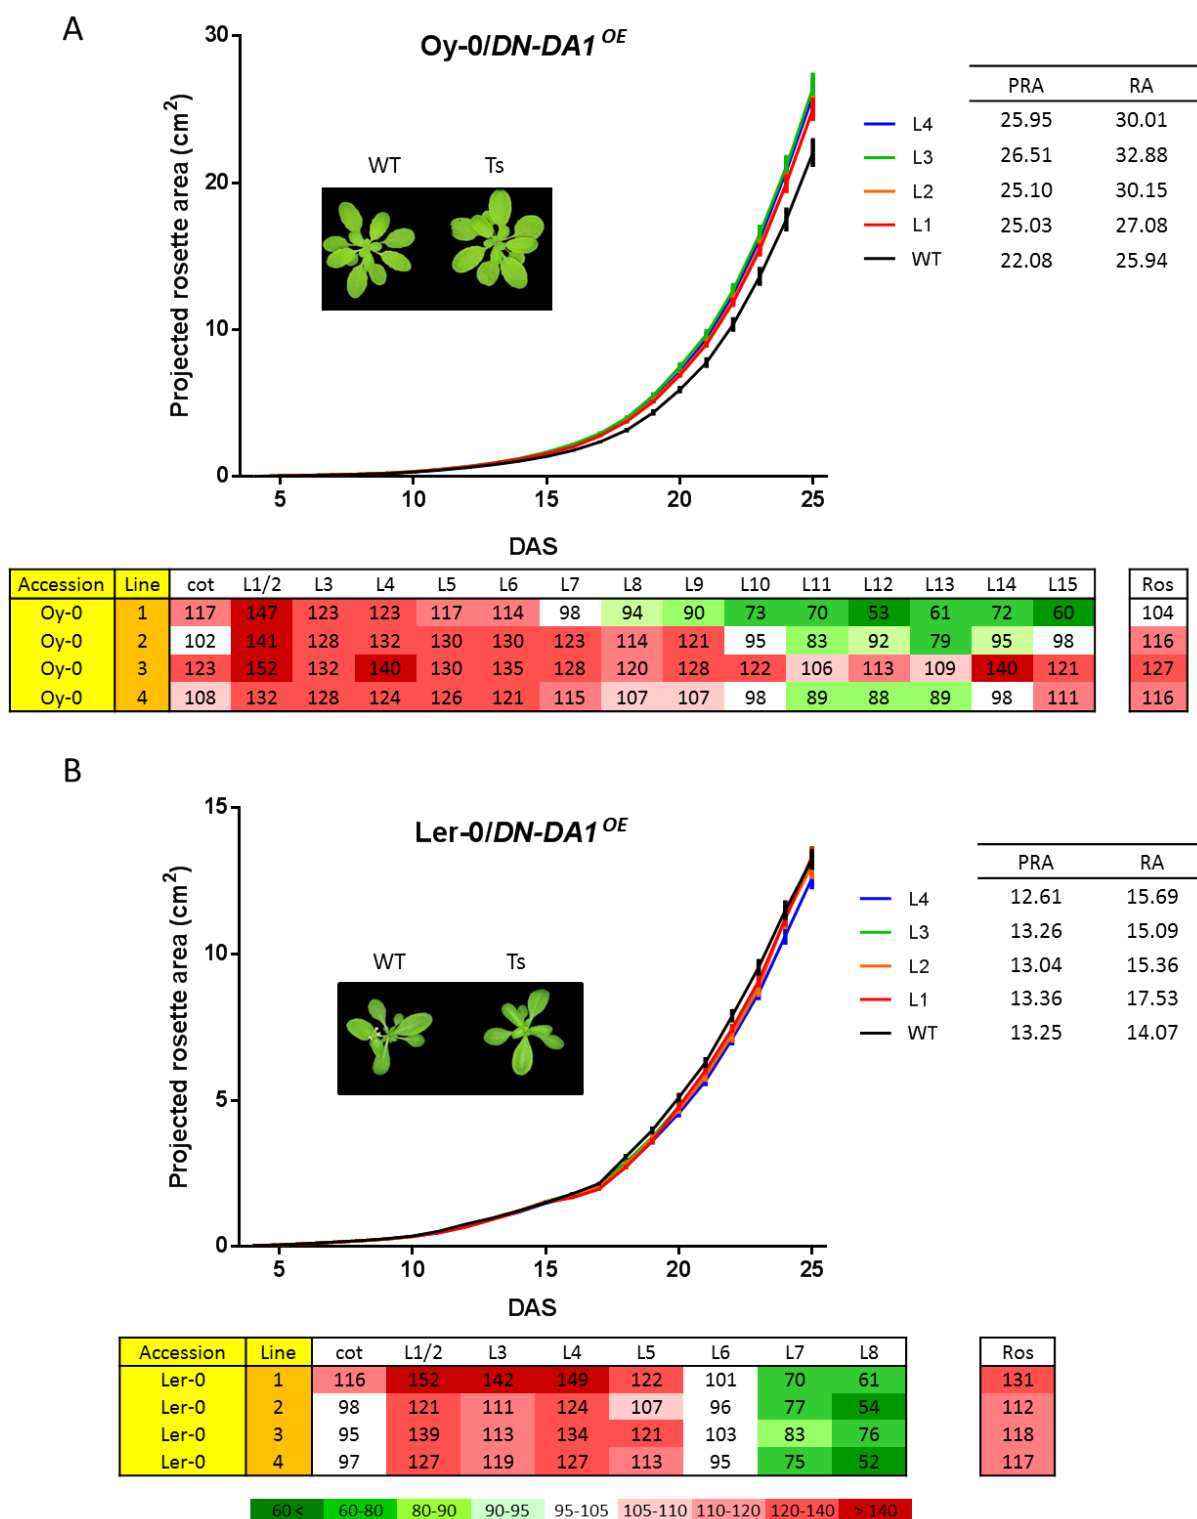 A
Oy-0/DN-DA1 OE
Projected rosette area (cm2)
30
20
10
0
5 10 15 20 25
DAS
WT Ts
PRA RA
L4 25.95 30.01
L3 26.51 32.88
L2 25.10 30.15
L1 25.03 27.08
WT 22.08 25.94
Accession Line cot L1/2 L3 L4 L5 L6 L7 L8 L9 L10 L11 L12 L13 L14 L15 Ros
Oy-0 1 117 147 123 123 117 114 98 94 90 73 70 53 61 72 60 104
Oy-0 2 102 141 128 132 130 130 123 114 121 95 83 92 79 95 98 116
Oy-0 3 123 152 132 140 130 135 128 120 128 122 106 113 109 140 121 127
Oy-0 4 108 132 128 124 126 121 115 107 107 98 89 88 89 98 111 116
B
Ler-0/DN-DA1 OE
Projected rosette area (cm2)
15
10
5
0
5 10 15 20 25
DAS
WT Ts
PRA RA
L4 12.61 15.69
L3 13.26 15.09
L2 13.04 15.36
L1 13.36 17.53
WT 13.25 14.07
Accession Line cot L1/2 L3 L4 L5 L6 L7 L8 Ros
Ler-0 1 116 152 142 149 122 101 70 61 131
Ler-0 2 98 121 111 124 107 96 77 54 112
Ler-0 3 95 139 113 134 121 103 83 76 118
Ler-0 4 97 127 119 127 113 95 75 52 117
60 < 60-80 80-90 90-95 95-105 105-110 110-120 120-140 > 140